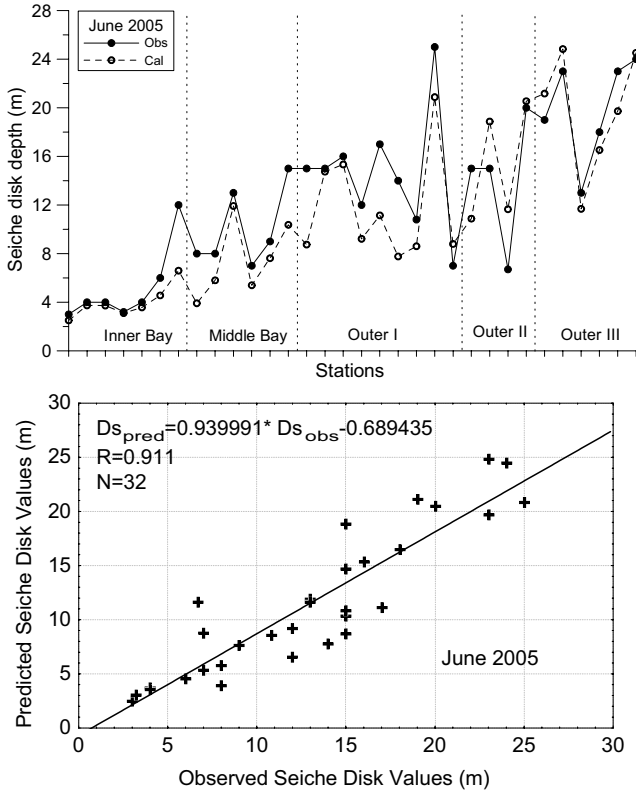 June 2005
Obs
Cal
28
24
20
16
12
8
4
0
Seiche disk depth (m)
Inner Bay
Middle Bay
Outer I
Outer II
Outer III
Stations
30
25
20
15
10
5
0
Predicted Seiche Disk Values (m)
Ds_pred=0.939991* Ds_obs-0.689435
R=0.911
N=32
June 2005
0 5 10 15 20 25 30
Observed Seiche Disk Values (m)